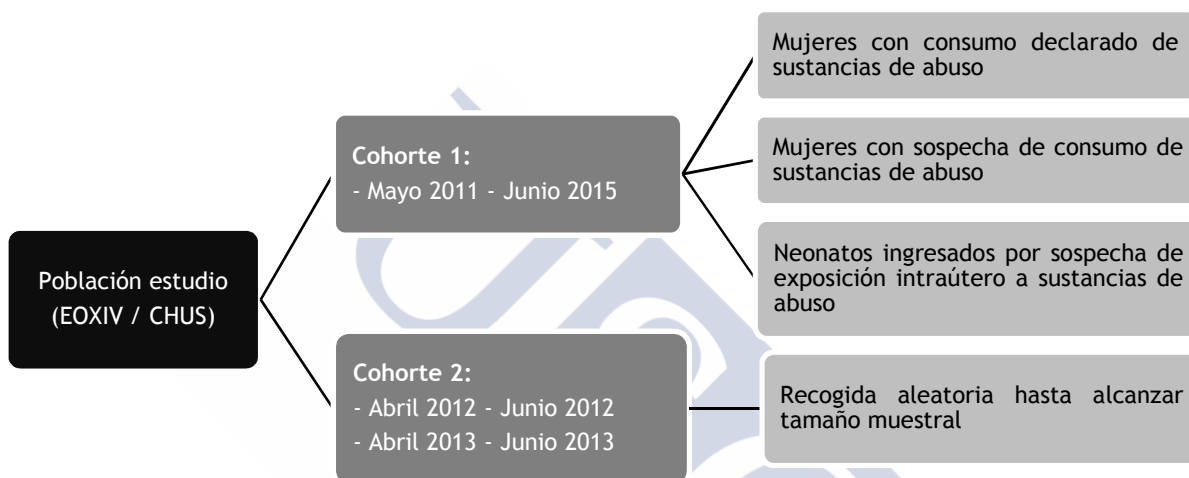 Población estudio
(EOXIV / CHUS)
Cohorte 1:
- Mayo 2011 - Junio 2015
Mujeres con consumo declarado de
sustancias de abuso
Mujeres con sospecha de consumo de
sustancias de abuso
Neonatos ingresados por sospecha de
exposición intraútero a sustancias de
abuso
Cohorte 2:
- Abril 2012 - Junio 2012
- Abril 2013 - Junio 2013
Recogida aleatoria hasta alcanzar
tamaño muestral